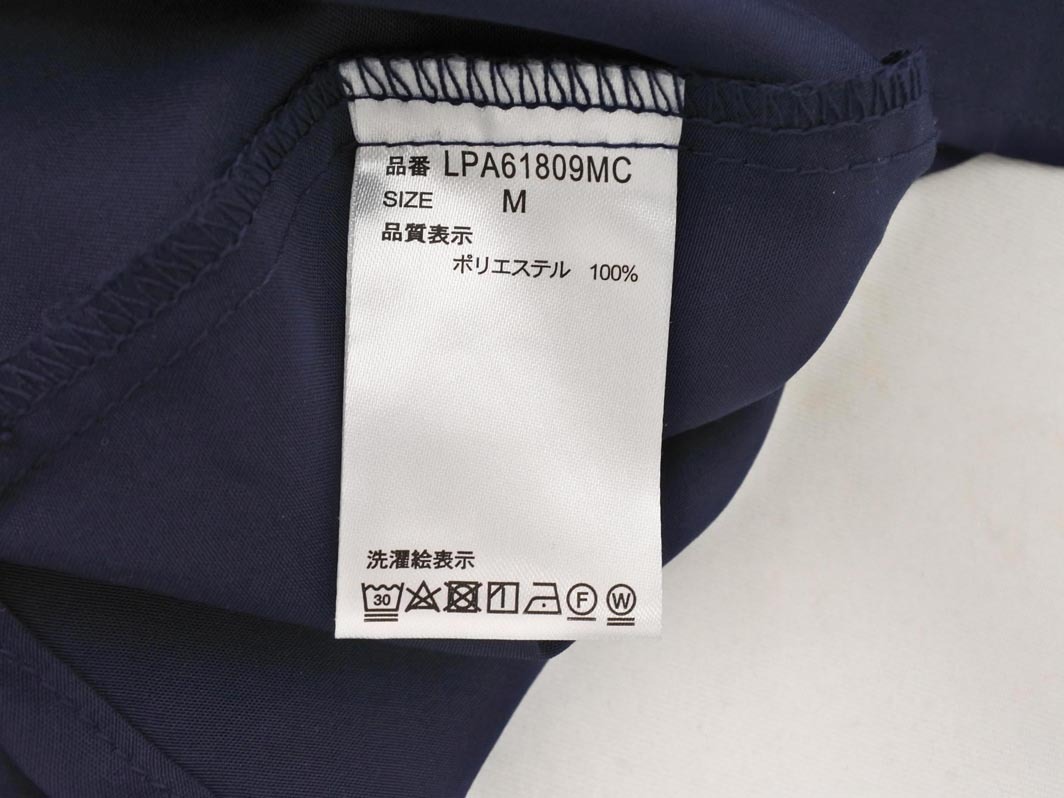 品番 LPA61809MC
SIZE M
品質表示
ポリエステル 100%
洗濯絵表示
30 F W